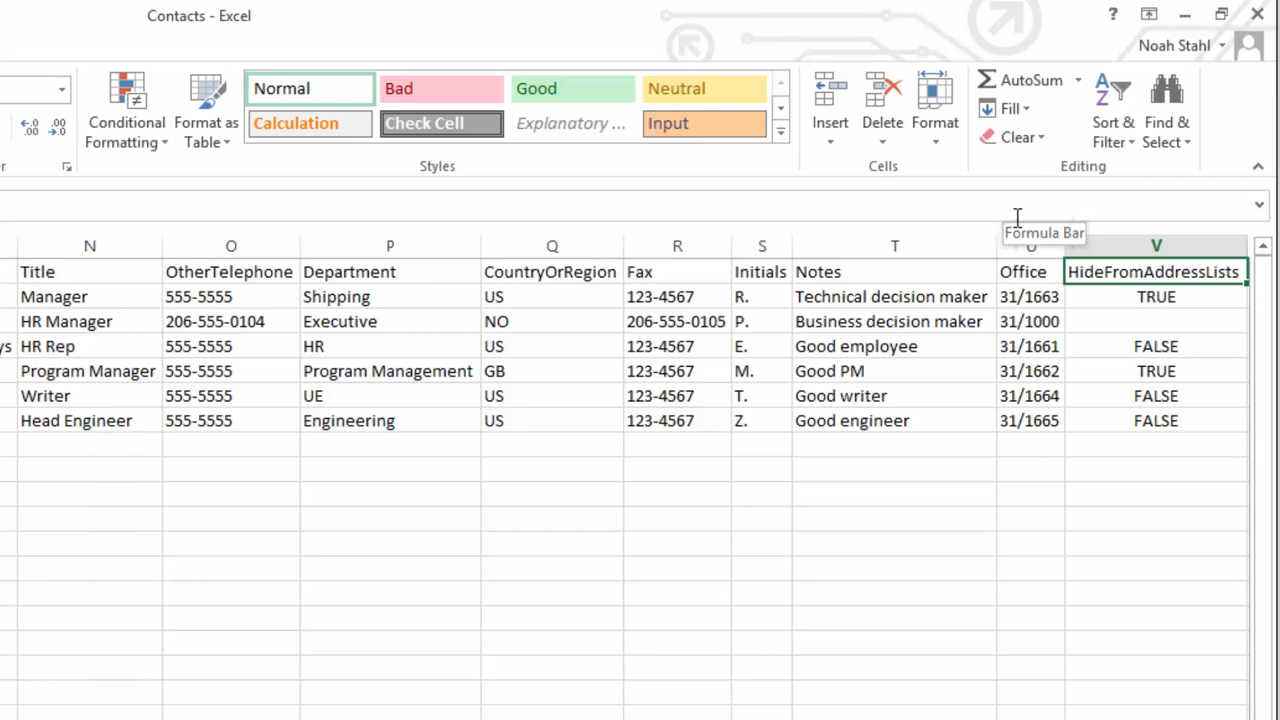 Contacts - Excel
?
Noah Stahl
Normal Bad Good Neutral
Calculation Check Cell Explanatory ... Input
Conditional Formatting
Format as Table
Insert Delete Format
AutoSum
Fill
Clear
Sort & Filter
Find & Select
Styles Cells Editing
Formula Bar
N O P Q R S T U V
Title OtherTelephone Department CountryOrRegion Fax Initials Notes Office HideFromAddressLists
Manager 555-5555 Shipping US 123-4567 R. Technical decision maker 31/1663 TRUE
HR Manager 206-555-0104 Executive NO 206-555-0105 P. Business decision maker 31/1000
ys HR Rep 555-5555 HR US 123-4567 E. Good employee 31/1661 FALSE
Program Manager 555-5555 Program Management GB 123-4567 M. Good PM 31/1662 TRUE
Writer 555-5555 UE US 123-4567 T. Good writer 31/1664 FALSE
Head Engineer 555-5555 Engineering US 123-4567 Z. Good engineer 31/1665 FALSE